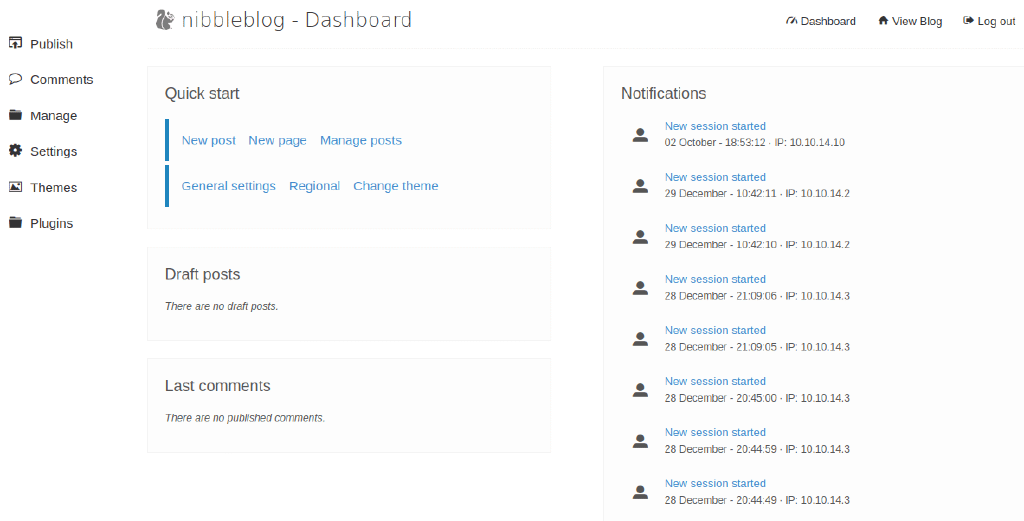 nibbleblog - Dashboard
Dashboard View Blog Log out
Publish
Comments
Manage
Settings
Themes
Plugins
Quick start
New post New page Manage posts
General settings Regional Change theme
Draft posts
There are no draft posts.
Last comments
There are no published comments.
Notifications
New session started
02 October - 18:53:12 · IP: 10.10.14.10
New session started
29 December - 10:42:11 · IP: 10.10.14.2
New session started
29 December - 10:42:10 · IP: 10.10.14.2
New session started
28 December - 21:09:06 · IP: 10.10.14.3
New session started
28 December - 21:09:05 · IP: 10.10.14.3
New session started
28 December - 20:45:00 · IP: 10.10.14.3
New session started
28 December - 20:44:59 · IP: 10.10.14.3
New session started
28 December - 20:44:49 · IP: 10.10.14.3